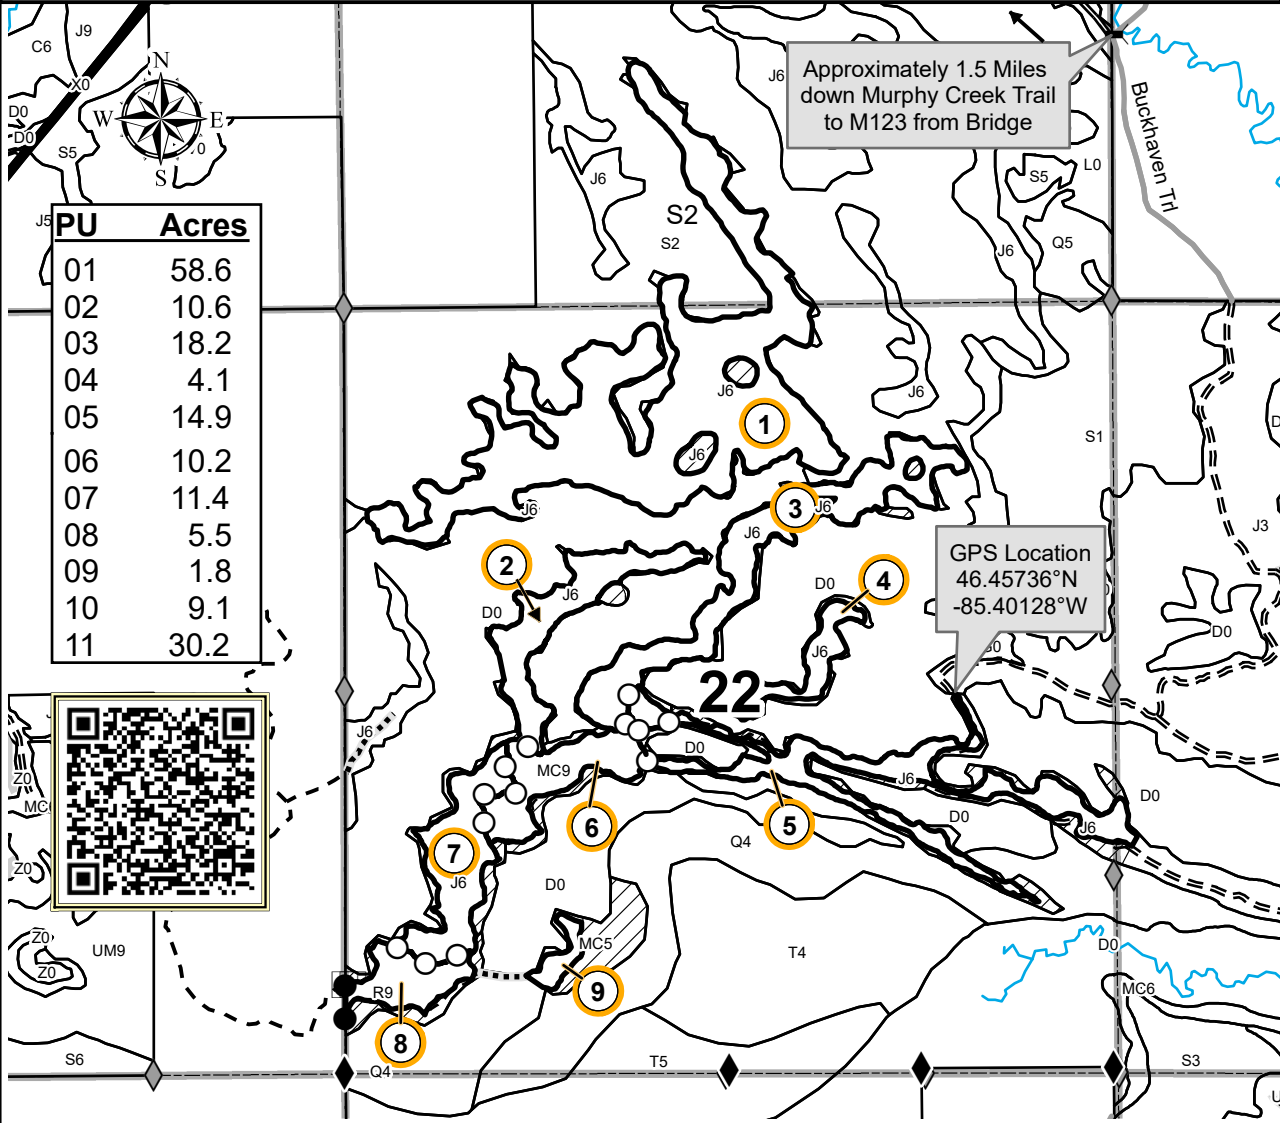 C6
J9
X0
D0
D0
S5
J5
N
W
E
S
J6
Approximately 1.5 Miles
down Murphy Creek Trail
to M123 from Bridge
Buckhaven Trl
L0
S5
Q5
J6
J6
S2
S2
PU Acres
01 58.6
02 10.6
03 18.2
04 4.1
05 14.9
06 10.2
07 11.4
08 5.5
09 1.8
10 9.1
11 30.2
J6
J6
1
J6
S1
J6
3
J6
J6
J3
2
J6
D0
D0
4
GPS Location
46.45736°N
-85.40128°W
J6
D0
22
J6
D0
MC9
J6
D0
D0
J6
Z0
MC6
Z0
6
5
Q4
7
J6
D0
MC5
T4
9
R9
8
Q4
Z0
Z0
UM9
D0
MC6
S6
T5
S3